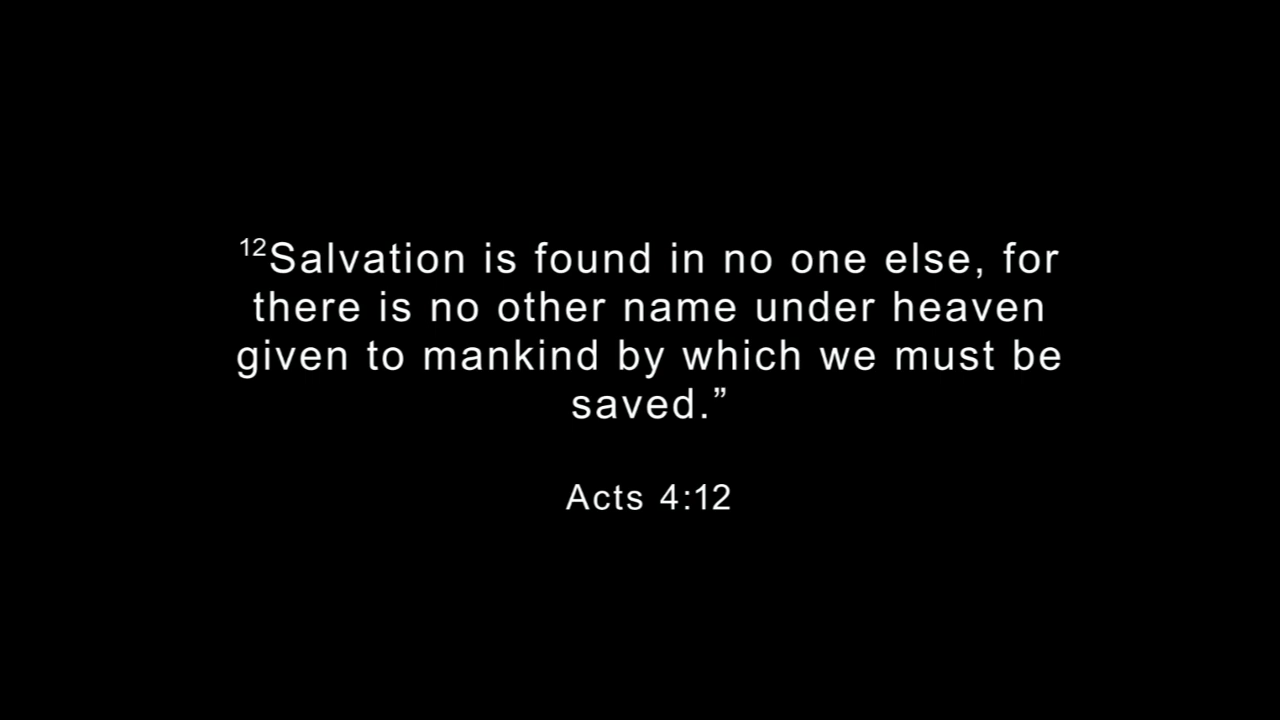 ¹²Salvation is found in no one else, for
there is no other name under heaven
given to mankind by which we must be
saved.”
Acts 4:12